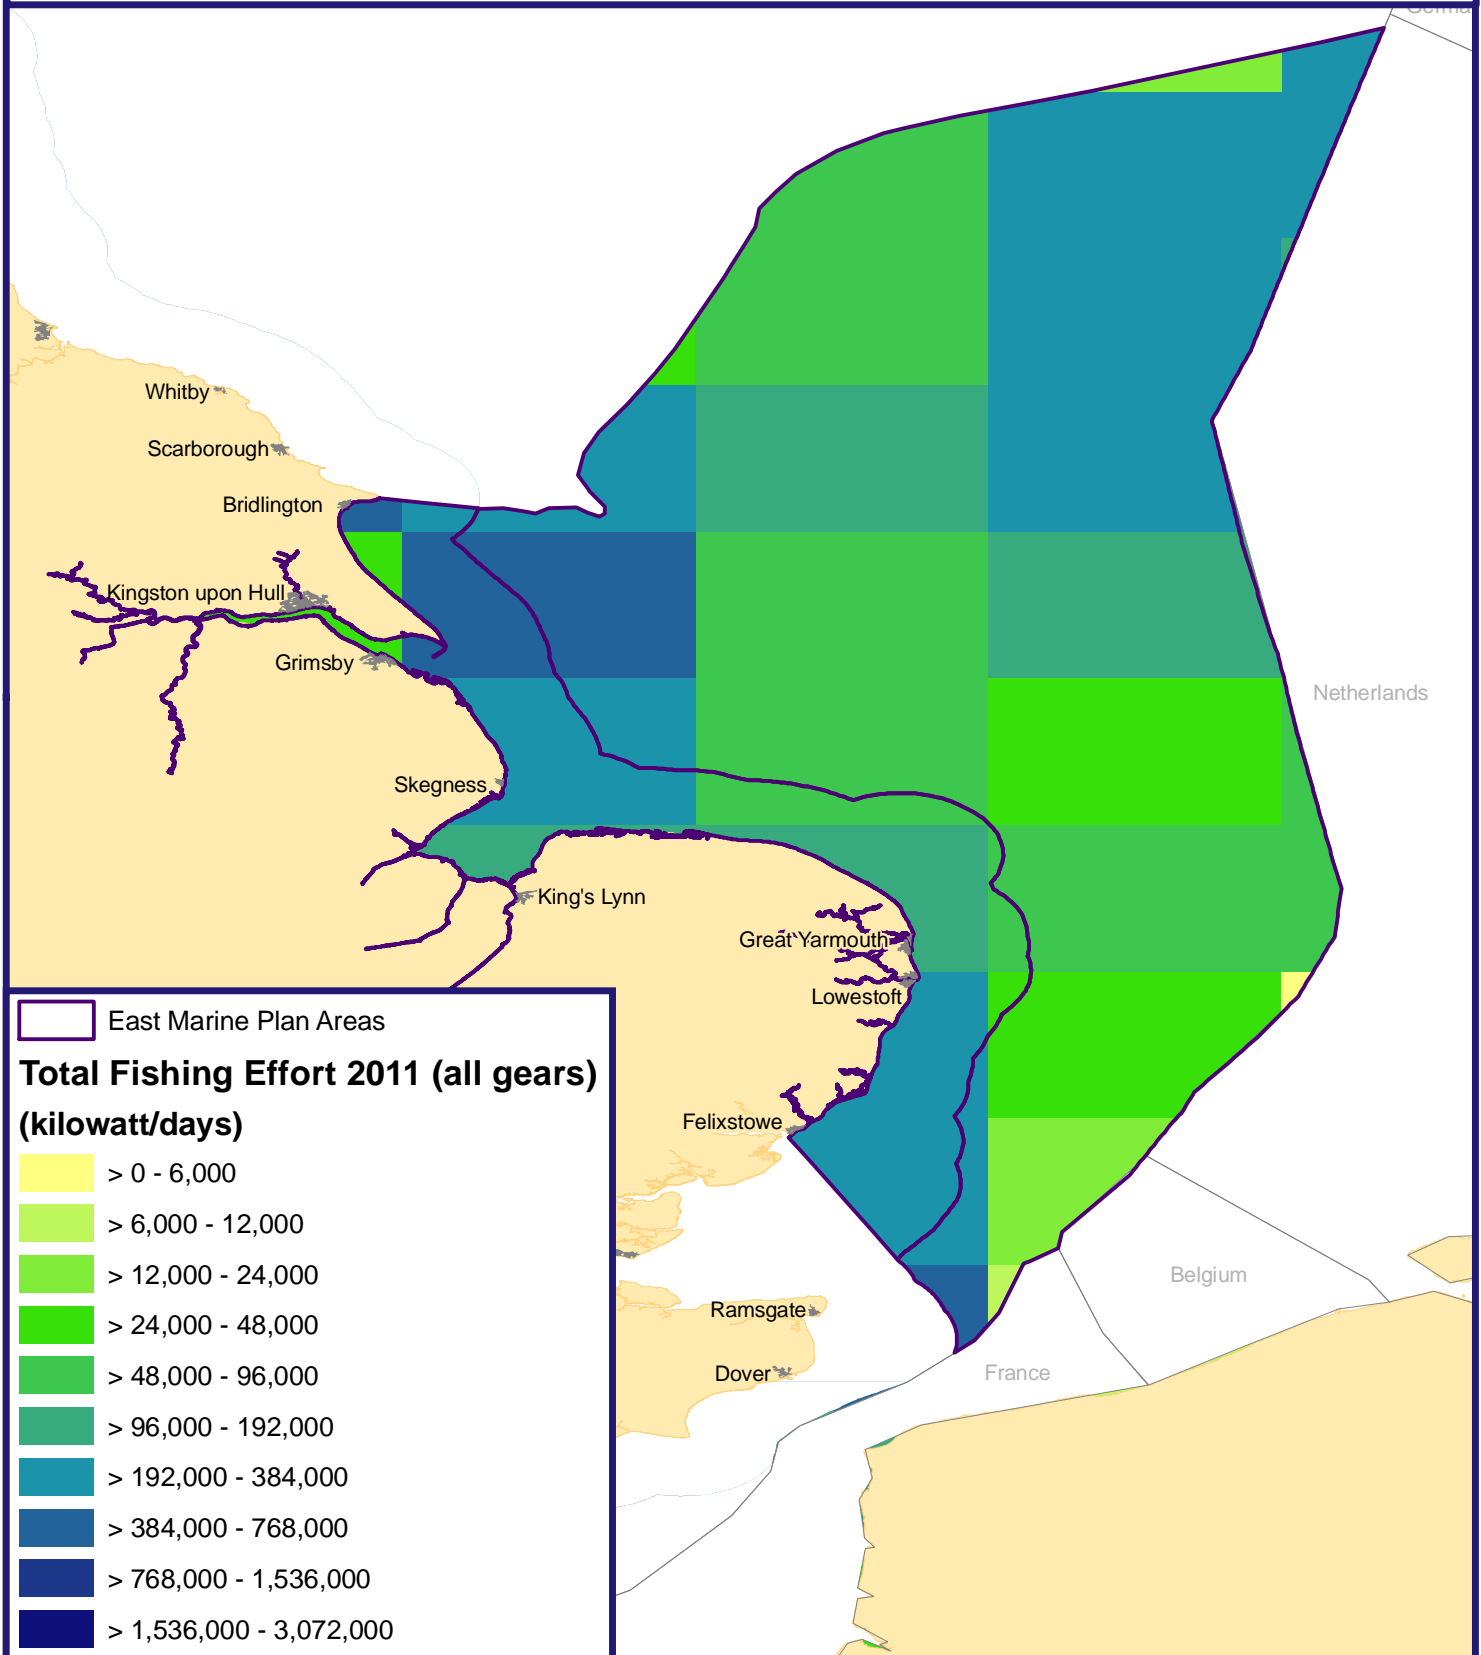 Whitby
Scarborough
Bridlington
Kingston upon Hull
Grimsby
Netherlands
Skegness
King's Lynn
Great Yarmouth
Lowestoft
East Marine Plan Areas
Total Fishing Effort 2011 (all gears)
(kilowatt/days)
> 0 - 6,000
> 6,000 - 12,000
> 12,000 - 24,000
> 24,000 - 48,000
> 48,000 - 96,000
> 96,000 - 192,000
> 192,000 - 384,000
> 384,000 - 768,000
> 768,000 - 1,536,000
> 1,536,000 - 3,072,000
Felixstowe
Belgium
Ramsgate
Dover
France